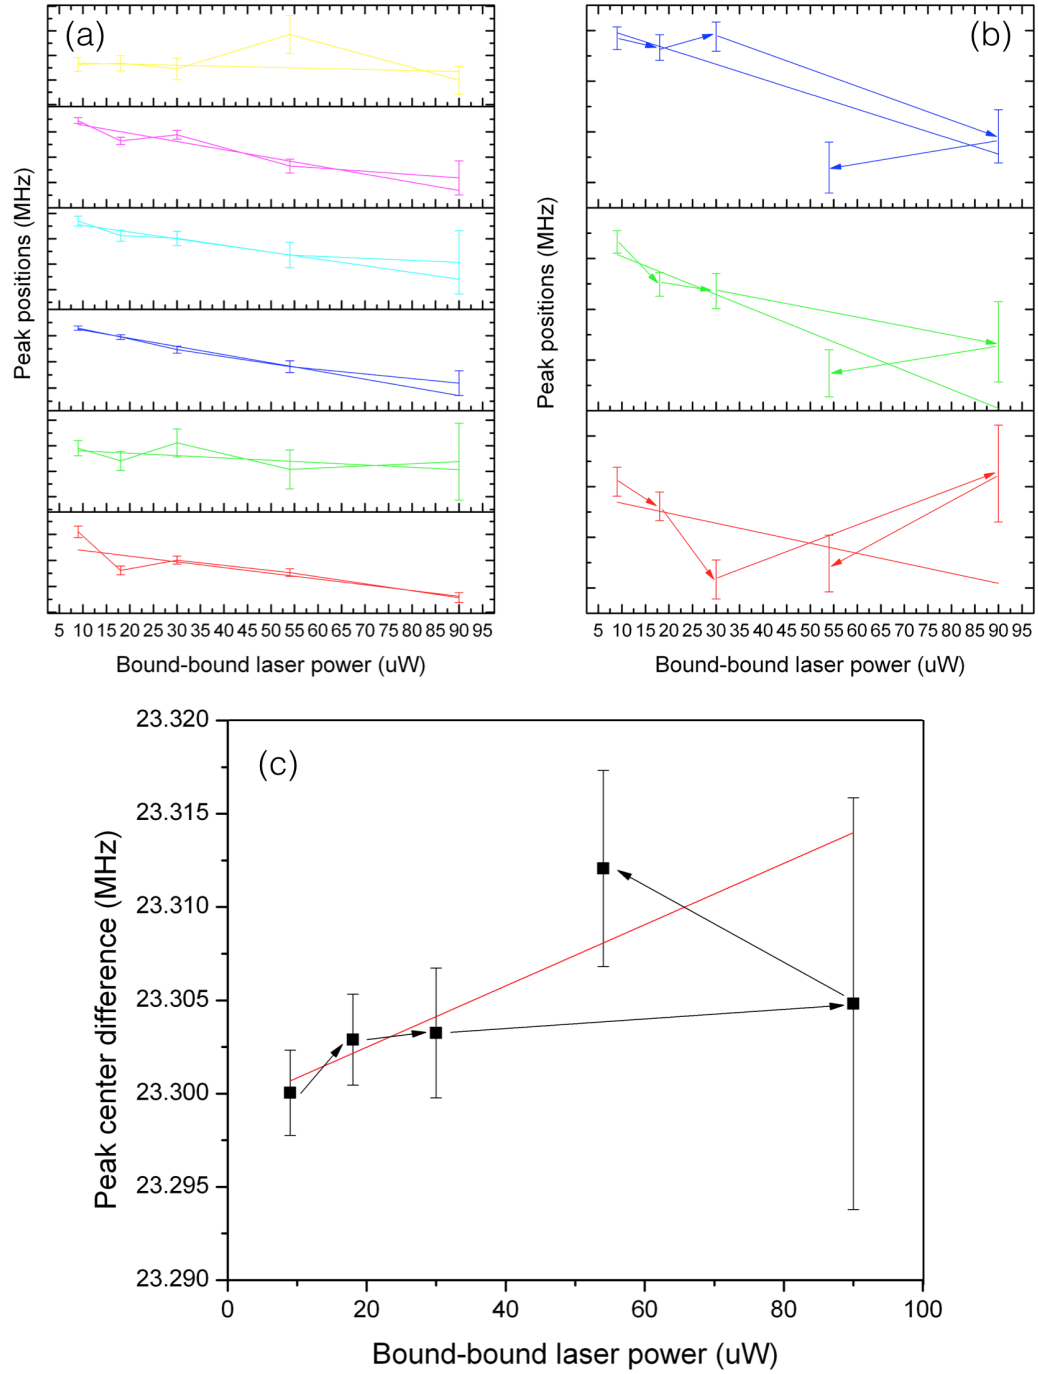 (a)
Peak positions (MHz)
5 10 15 20 25 30 35 40 45 50 55 60 65 70 75 80 85 90 95
Bound-bound laser power (uW)
(b)
Peak positions (MHz)
5 10 15 20 25 30 35 40 45 50 55 60 65 70 75 80 85 90 95
Bound-bound laser power (uW)
(c)
Peak center difference (MHz)
23.320
23.315
23.310
23.305
23.300
23.295
23.290
0 20 40 60 80 100
Bound-bound laser power (uW)